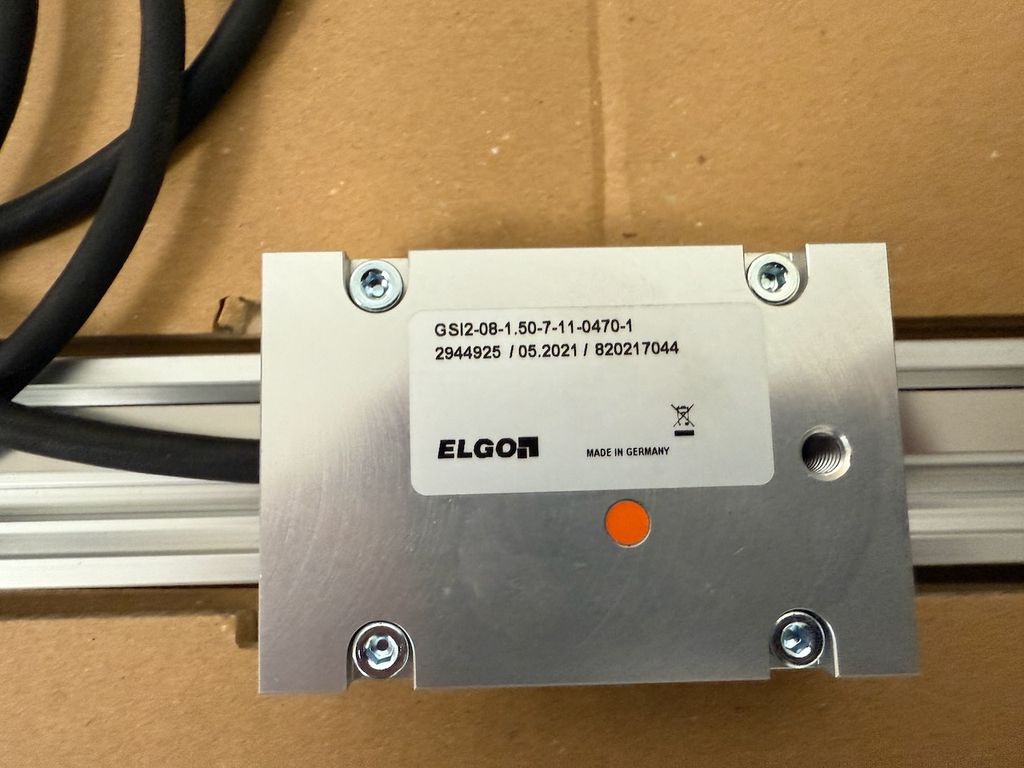 GSI2-08-1.50-7-11-0470-1
2944925 / 05.2021 / 820217044
ELGO
MADE IN GERMANY